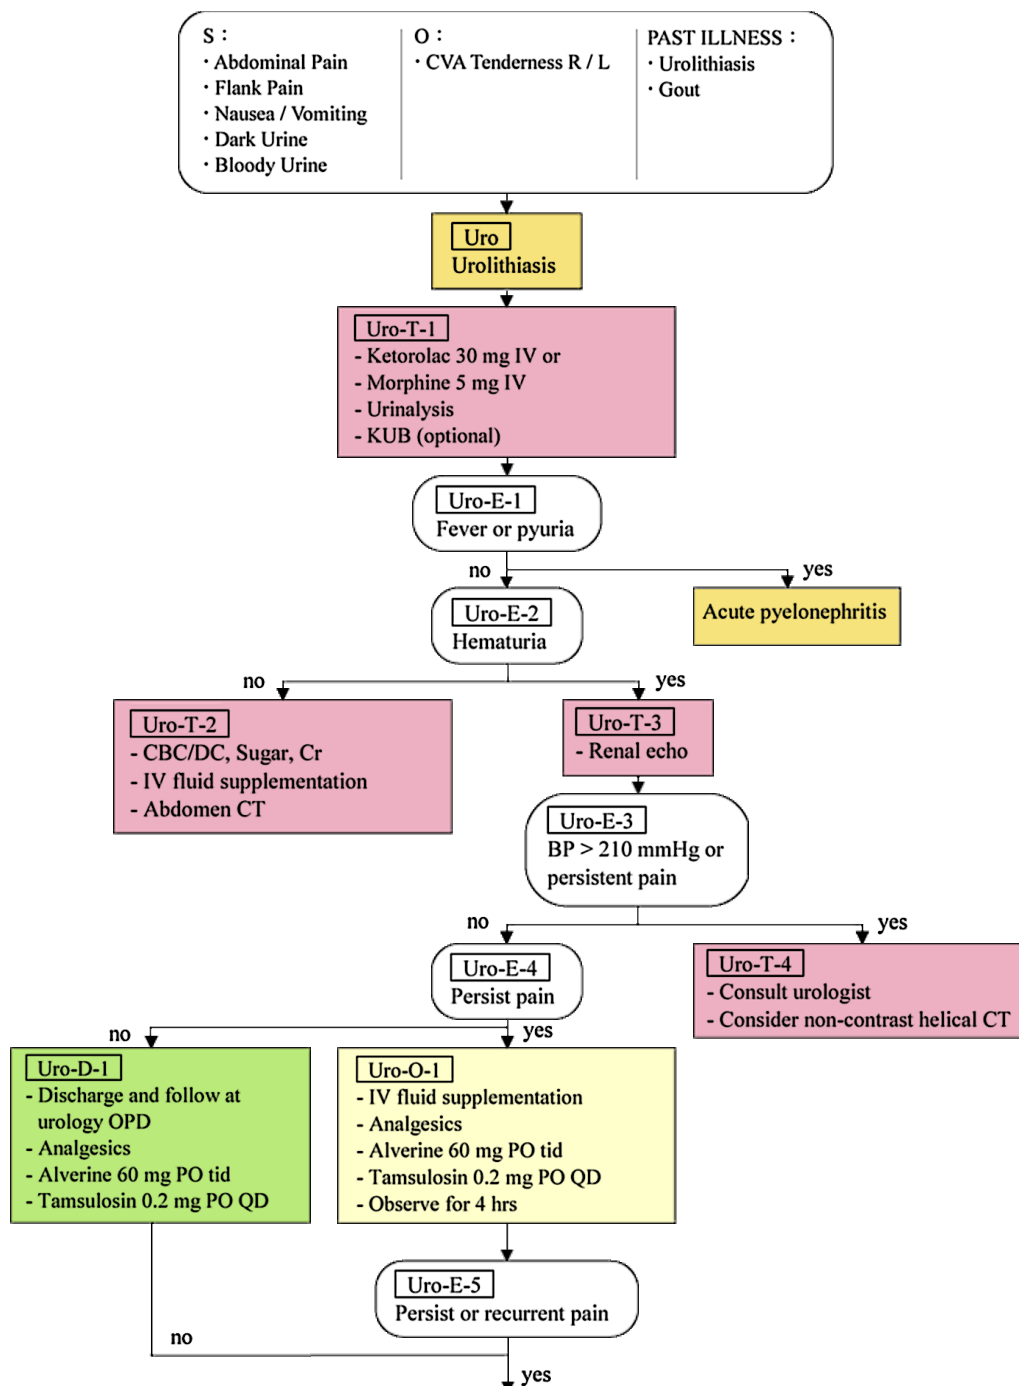 S：
· Abdominal Pain
· Flank Pain
· Nausea / Vomiting
· Dark Urine
· Bloody Urine
O：
· CVA Tenderness R / L
PAST ILLNESS：
· Urolithiasis
· Gout
Uro
Urolithiasis
Uro-T-1
- Ketorolac 30 mg IV or
- Morphine 5 mg IV
- Urinalysis
- KUB (optional)
Uro-E-1
Fever or pyuria
no
yes
Uro-E-2
Hematuria
Acute pyelonephritis
no
yes
Uro-T-2
- CBC/DC, Sugar, Cr
- IV fluid supplementation
- Abdomen CT
Uro-T-3
- Renal echo
Uro-E-3
BP > 210 mmHg or
persistent pain
no
yes
Uro-E-4
Persist pain
Uro-T-4
- Consult urologist
- Consider non-contrast helical CT
no
yes
Uro-D-1
- Discharge and follow at
urology OPD
- Analgesics
- Alverine 60 mg PO tid
- Tamsulosin 0.2 mg PO QD
Uro-O-1
- IV fluid supplementation
- Analgesics
- Alverine 60 mg PO tid
- Tamsulosin 0.2 mg PO QD
- Observe for 4 hrs
Uro-E-5
Persist or recurrent pain
no
yes